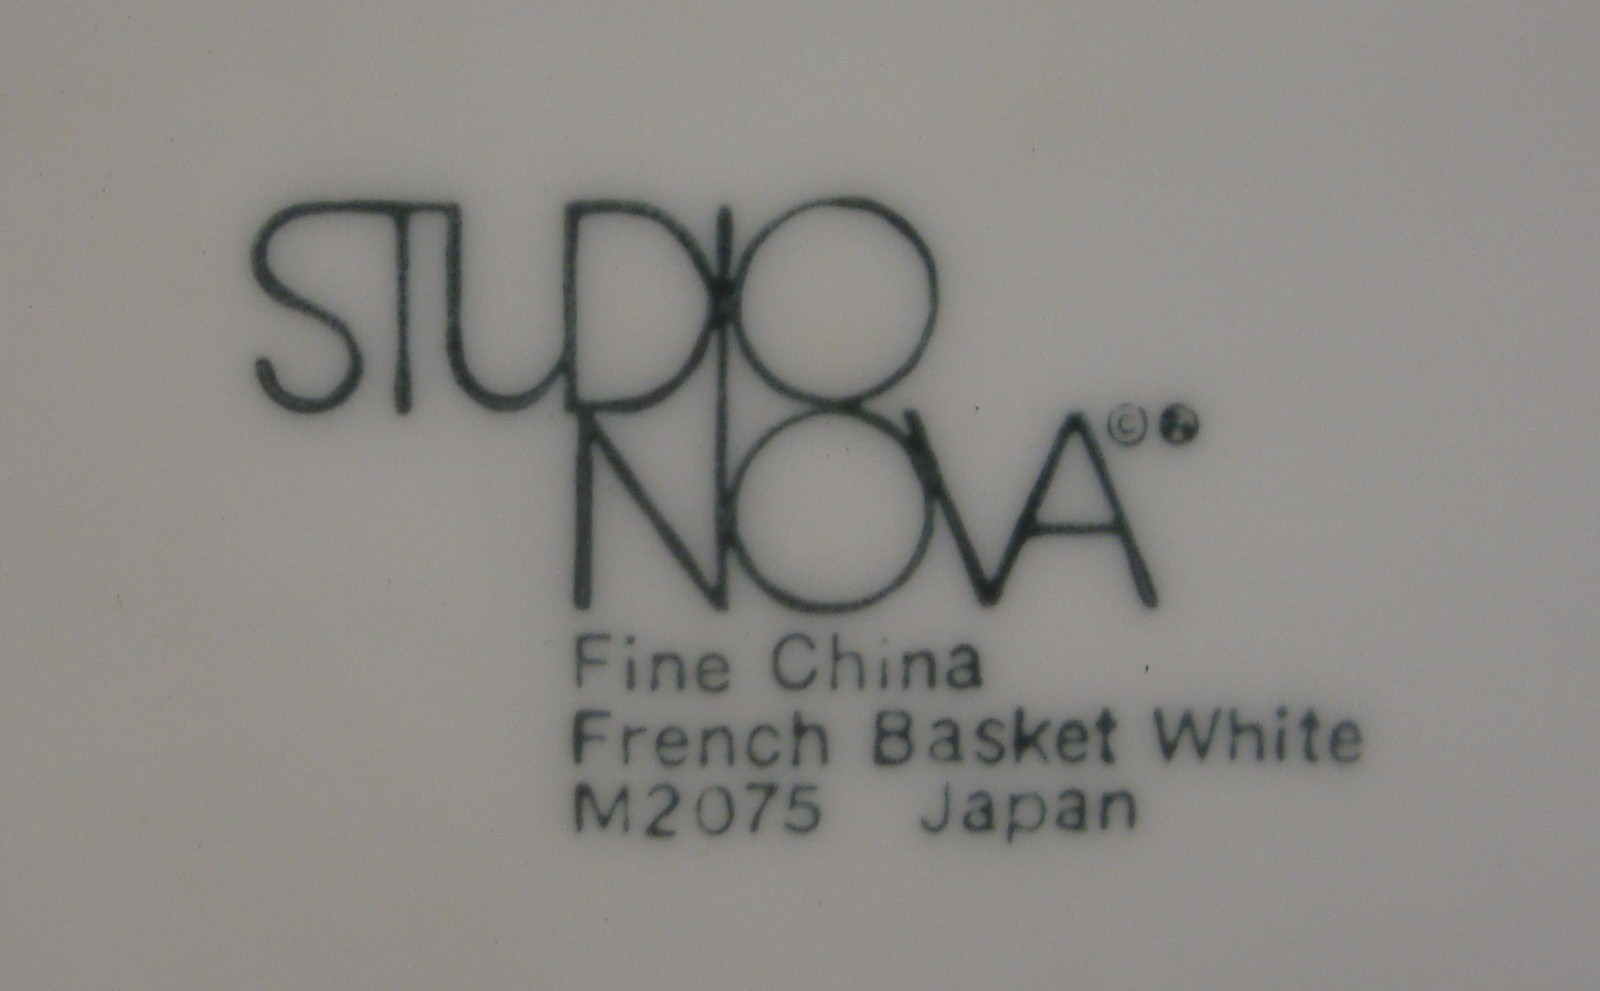 STUDIO
NOVA ©
Fine China
French Basket White
M2075 Japan